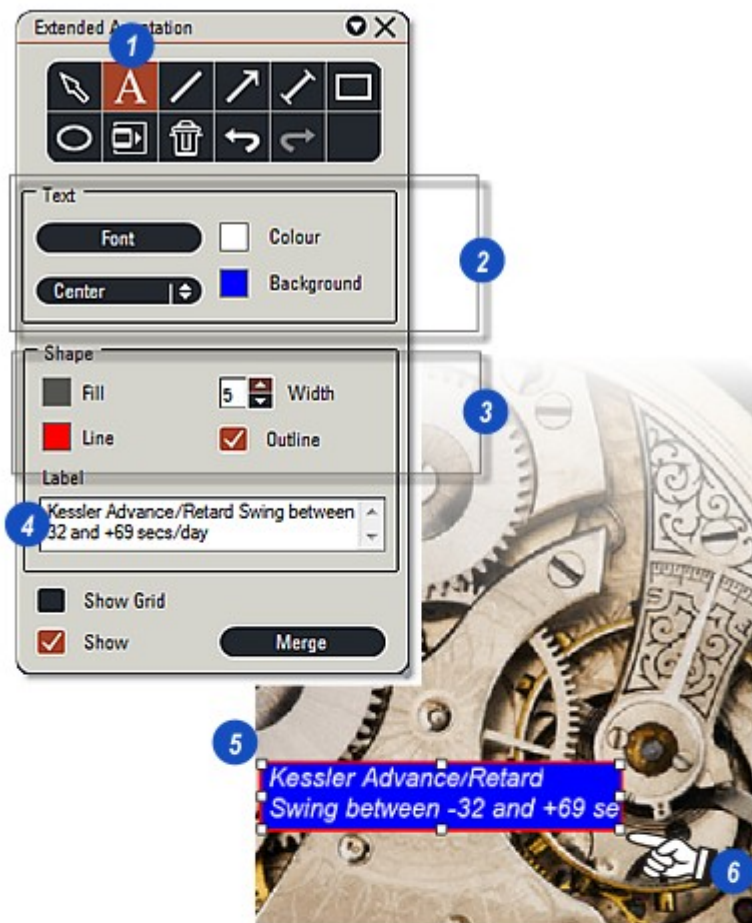 Extended Annotation
1
A
Text
Font
Colour
Center
Background
2
Shape
Fill
5
Width
Line
Outline
3
Label
Kessler Advance/Retard Swing between
32 and +69 secs/day
4
Show Grid
Show
Merge
5
Kessler Advance/Retard
Swing between -32 and +69 se
6
S